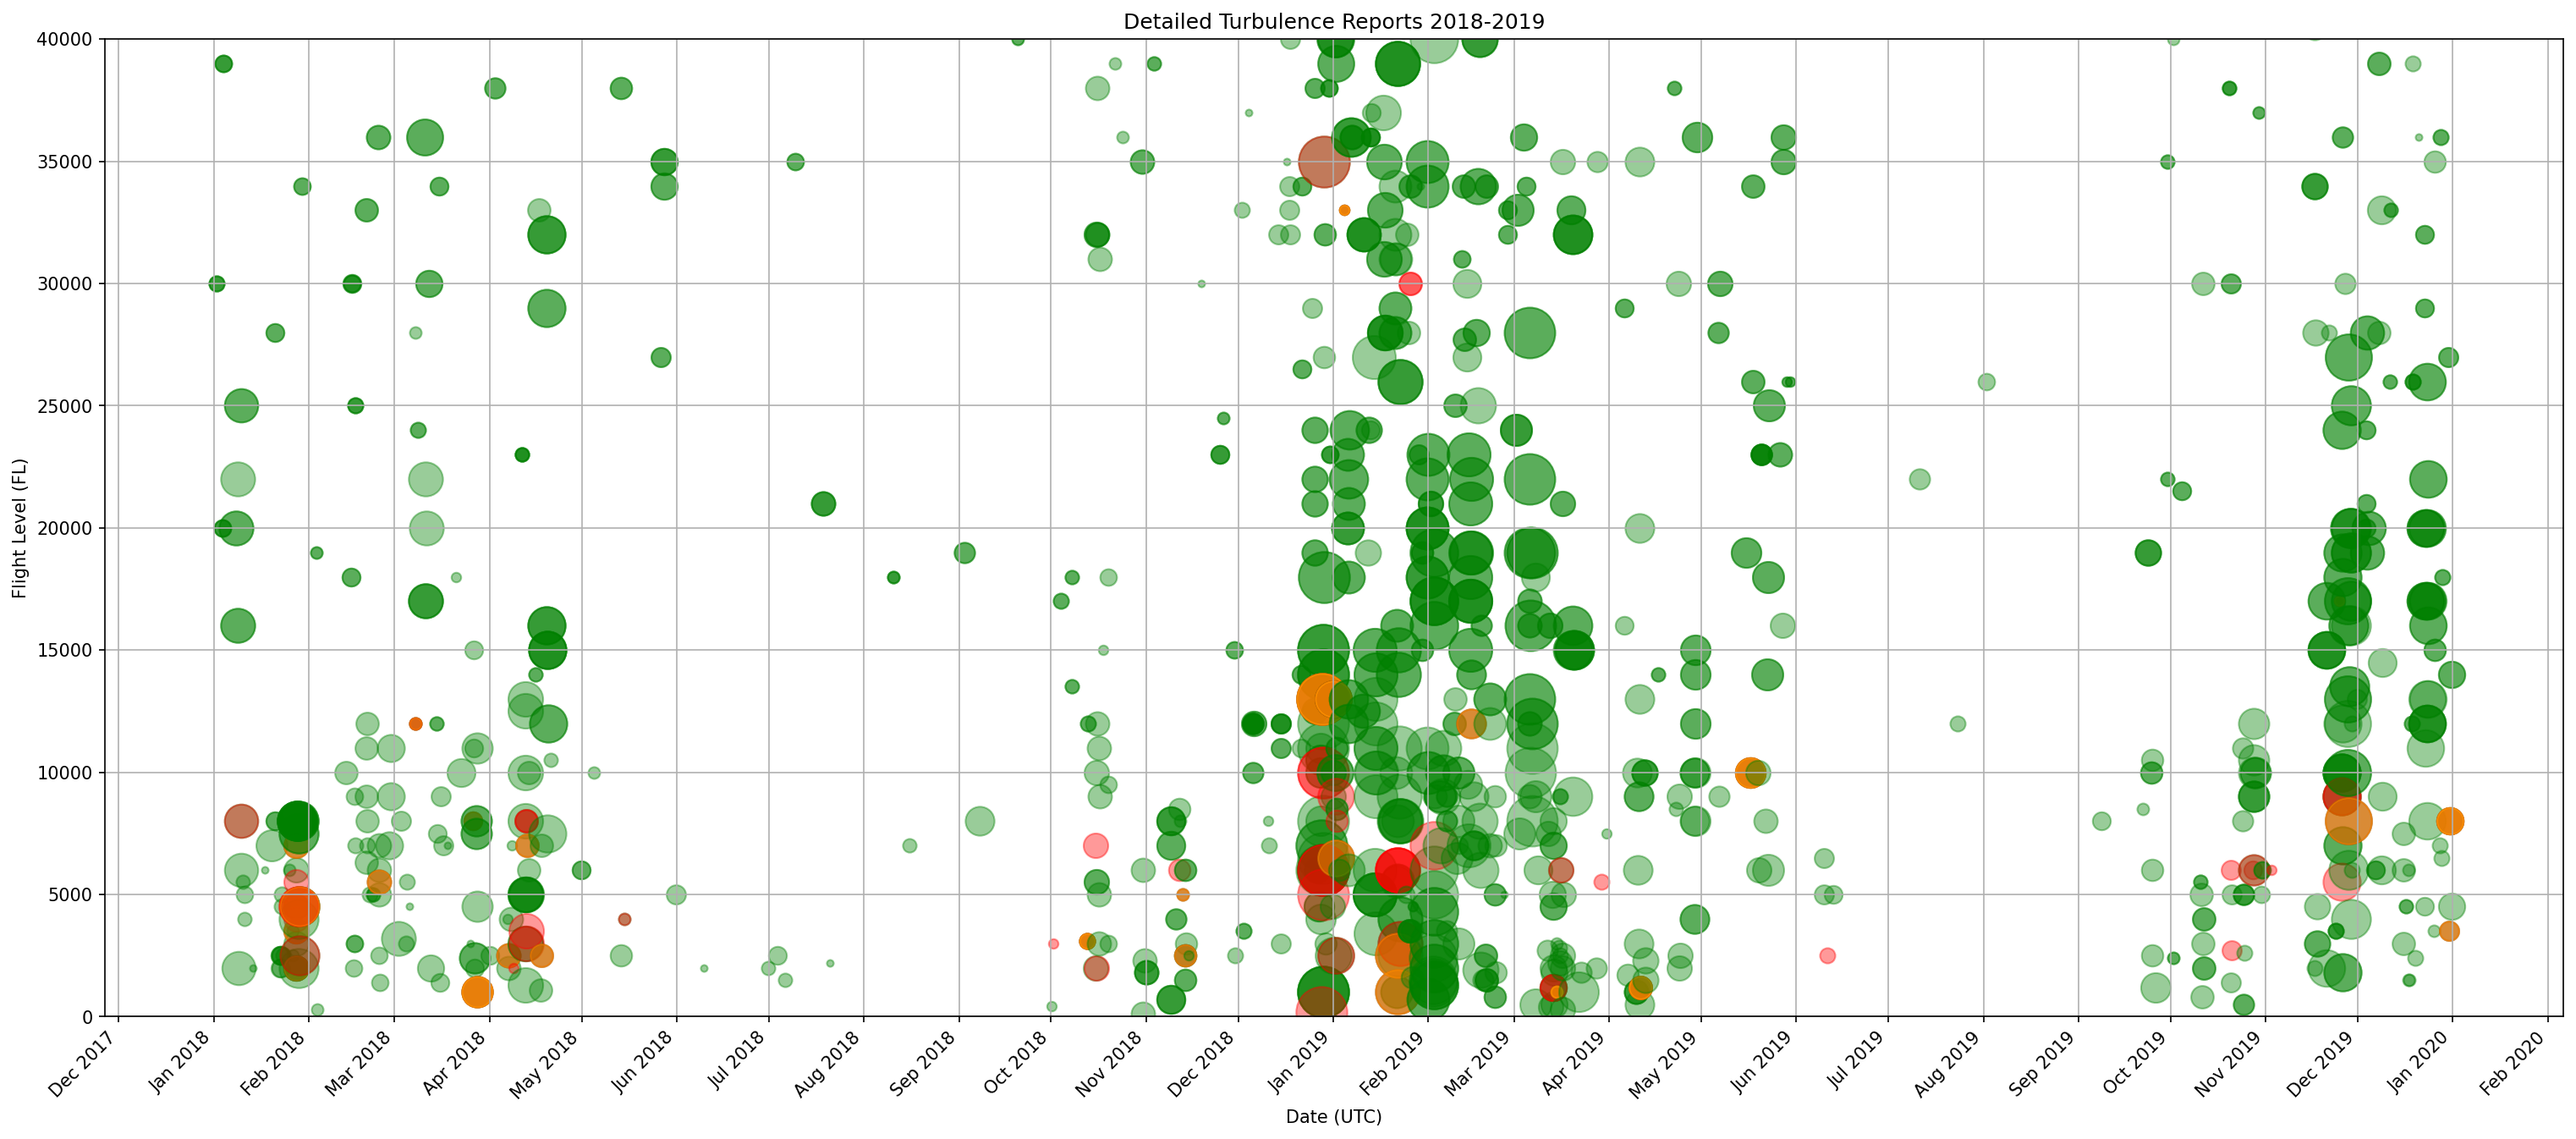 Detailed Turbulence Reports 2018-2019
Flight Level (FL)
40000
35000
30000
25000
20000
15000
10000
5000
0
Dec 2017
Jan 2018
Feb 2018
Mar 2018
Apr 2018
May 2018
Jun 2018
Jul 2018
Aug 2018
Sep 2018
Oct 2018
Nov 2018
Dec 2018
Jan 2019
Feb 2019
Mar 2019
Apr 2019
May 2019
Jun 2019
Jul 2019
Aug 2019
Sep 2019
Oct 2019
Nov 2019
Dec 2019
Jan 2020
Feb 2020
Date (UTC)